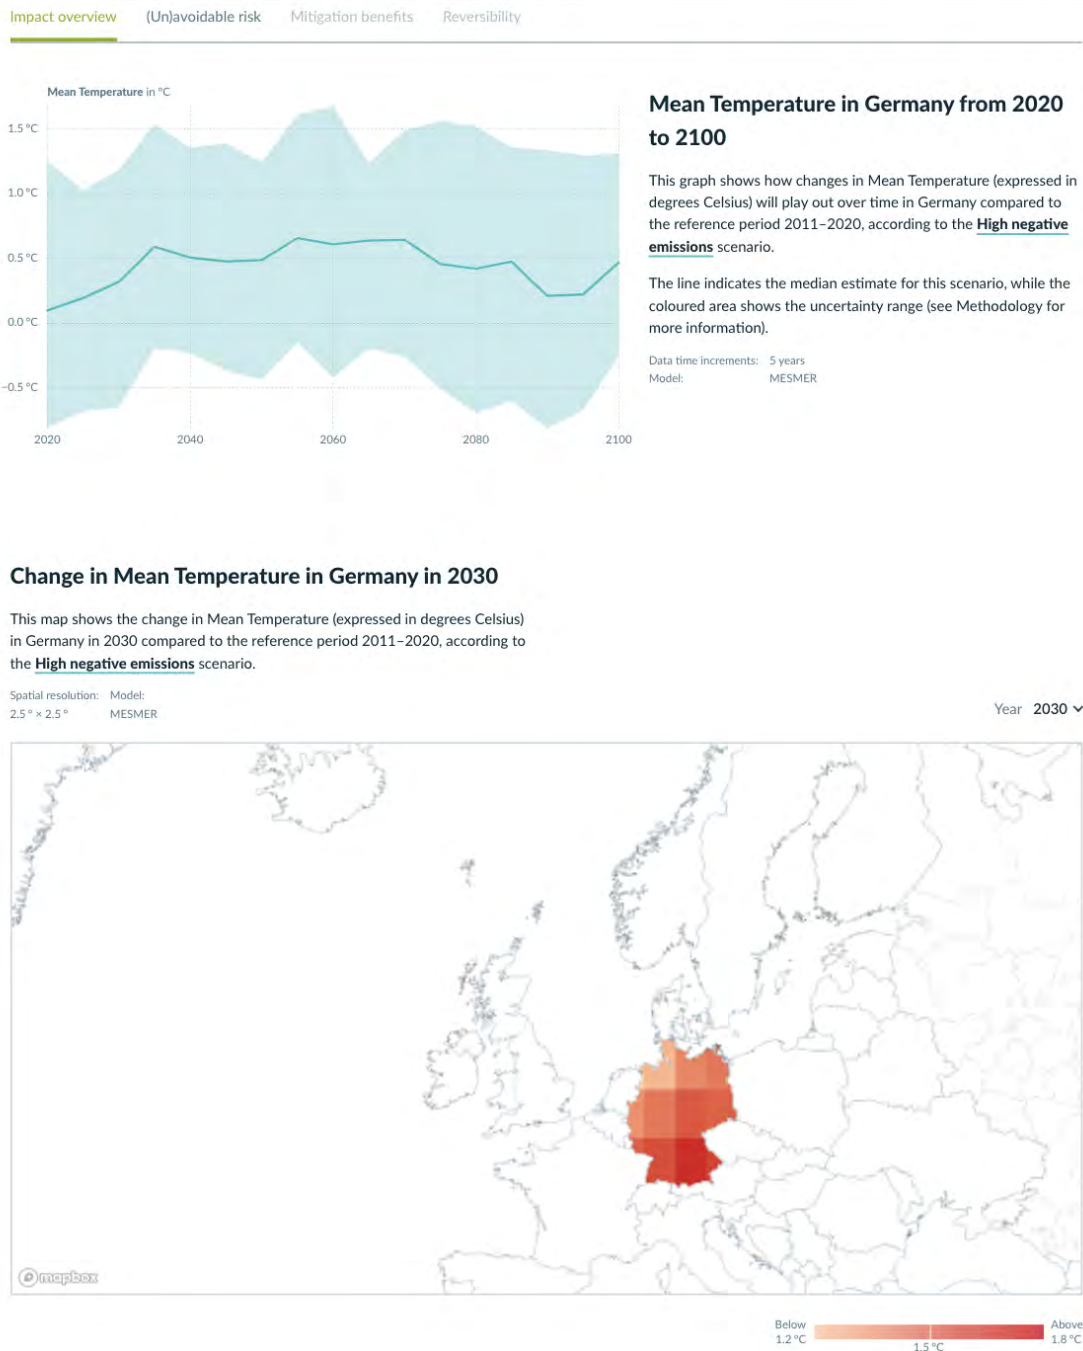 Impact overview (Un)avoidable risk Mitigation benefits Reversibility
Mean Temperature in °C
1.5 °C
1.0 °C
0.5 °C
0.0 °C
−0.5 °C
2020 2040 2060 2080 2100
Mean Temperature in Germany from 2020
to 2100
This graph shows how changes in Mean Temperature (expressed in
degrees Celsius) will play out over time in Germany compared to
the reference period 2011–2020, according to the High negative
emissions scenario.
The line indicates the median estimate for this scenario, while the
coloured area shows the uncertainty range (see Methodology for
more information).
Data time increments: 5 years
Model: MESMER
Change in Mean Temperature in Germany in 2030
This map shows the change in Mean Temperature (expressed in degrees Celsius)
in Germany in 2030 compared to the reference period 2011–2020, according to
the High negative emissions scenario.
Spatial resolution: Model:
2.5° × 2.5° MESMER
Year 2030
mapbox
Below Above
1.2 °C 1.5 °C 1.8 °C